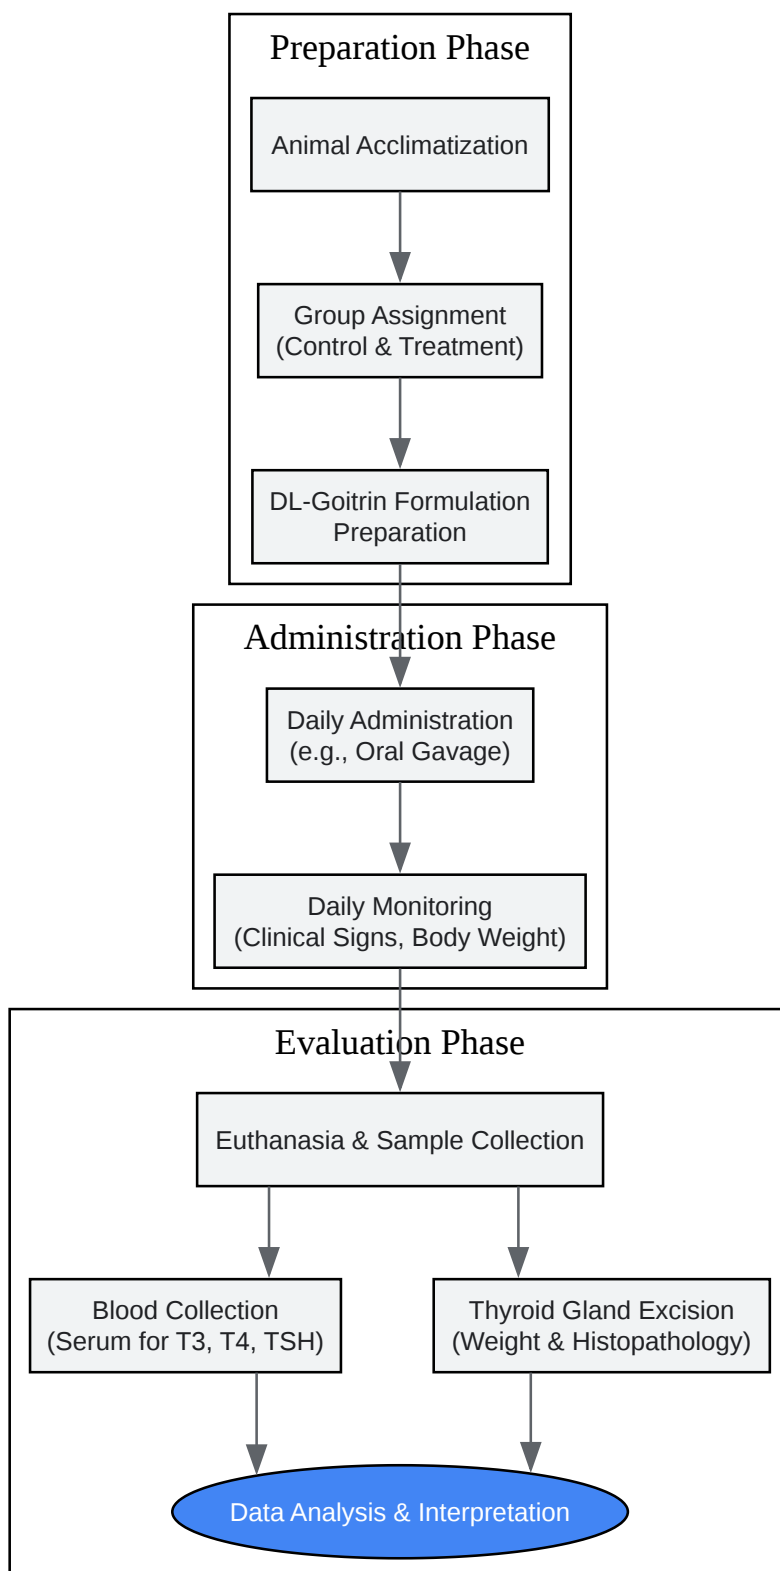 Preparation Phase
Animal Acclimatization
Group Assignment
(Control & Treatment)
DL-Goitrin Formulation
Preparation
Administration Phase
Daily Administration
(e.g., Oral Gavage)
Daily Monitoring
(Clinical Signs, Body Weight)
Evaluation Phase
Euthanasia & Sample Collection
Blood Collection
(Serum for T3, T4, TSH)
Thyroid Gland Excision
(Weight & Histopathology)
Data Analysis & Interpretation